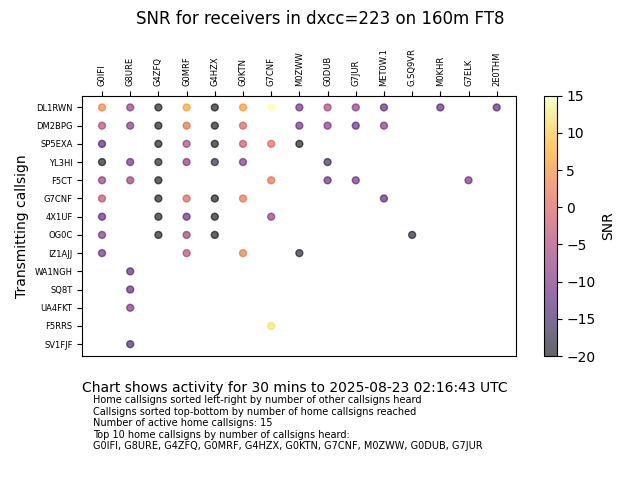 SNR for receivers in dxcc=223 on 160m FT8
G0IFI G8URE G4ZFQ G0MRF G4HZX G0KTN G7CNF M0ZWW G0DUB G7JUR MET0W.1 G.SQ9VR M0KHR G7ELK 2E0THM
DL1RWN
DM2BPG
SP5EXA
YL3HI
F5CT
G7CNF
4X1UF
OG0C
IZ1AJJ
WA1NGH
SQ8T
UA4FKT
F5RRS
SV1FJF
Transmitting callsign
15
10
5
0
−5
−10
−15
−20
SNR
Chart shows activity for 30 mins to 2025-08-23 02:16:43 UTC
Home callsigns sorted left-right by number of other callsigns heard
Callsigns sorted top-bottom by number of home callsigns reached
Number of active home callsigns: 15
Top 10 home callsigns by number of callsigns heard:
G0IFI, G8URE, G4ZFQ, G0MRF, G4HZX, G0KTN, G7CNF, M0ZWW, G0DUB, G7JUR